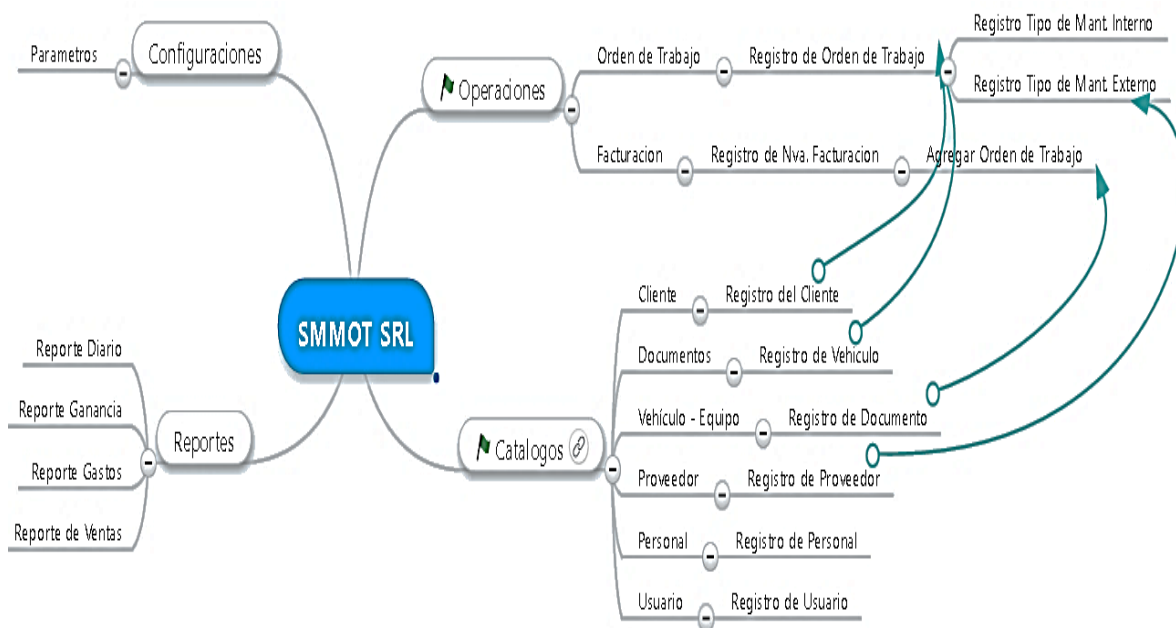 Parametros
Configuraciones
Operaciones
Orden de Trabajo
Registro de Orden de Trabajo
Registro Tipo de Mant. Interno
Registro Tipo de Mant. Externo
Facturacion
Registro de Nva. Facturacion
Agregar Orden de Trabajo
SMMOT SRL
Reporte Diario
Reporte Ganancia
Reporte Gastos
Reporte de Ventas
Reportes
Catalogos
Cliente
Registro del Cliente
Documentos
Registro de Vehiculo
Vehículo - Equipo
Registro de Documento
Proveedor
Registro de Proveedor
Personal
Registro de Personal
Usuario
Registro de Usuario